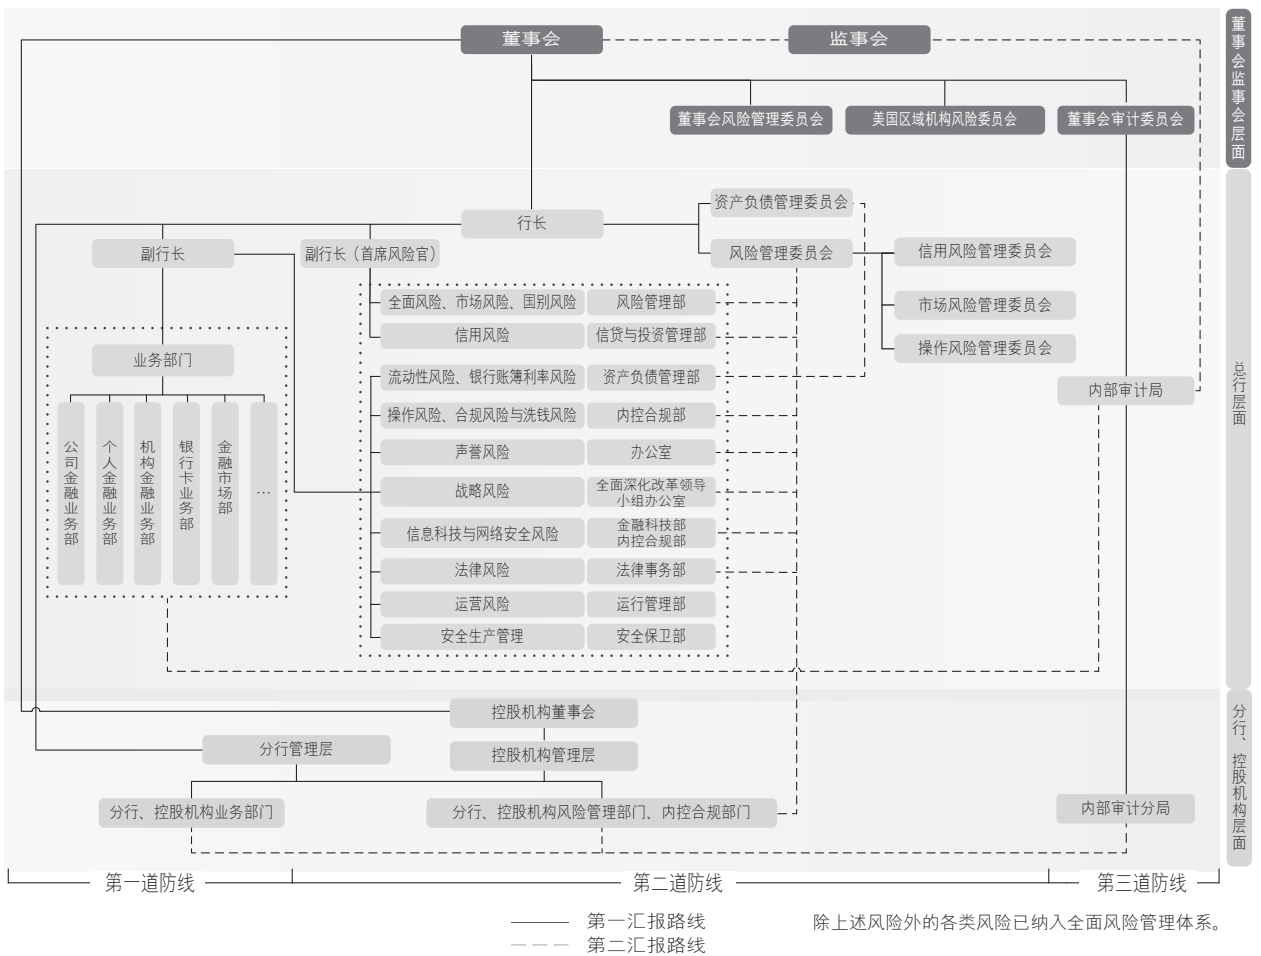 董事会
监事会
董事会监事会层面
董事会风险管理委员会
美国区域机构风险委员会
董事会审计委员会
行长
资产负债管理委员会
副行长
副行长（首席风险官）
风险管理委员会
信用风险管理委员会
市场风险管理委员会
操作风险管理委员会
全面风险、市场风险、国别风险
风险管理部
信用风险
信贷与投资管理部
流动性风险、银行账簿利率风险
资产负债管理部
操作风险、合规风险与洗钱风险
内控合规部
声誉风险
办公室
战略风险
全面深化改革领导
小组办公室
信息科技与网络安全风险
金融科技部
内控合规部
法律风险
法律事务部
运营风险
运行管理部
安全生产管理
安全保卫部
业务部门
公司金融业务部
个人金融业务部
机构金融业务部
银行卡业务部
金融市场部
…
内部审计局
总行层面
控股机构董事会
分行管理层
控股机构管理层
分行、控股机构业务部门
分行、控股机构风险管理部门、内控合规部门
内部审计分局
分行、控股机构层面
第一道防线
第二道防线
第三道防线
第一汇报路线
第二汇报路线
除上述风险外的各类风险已纳入全面风险管理体系。